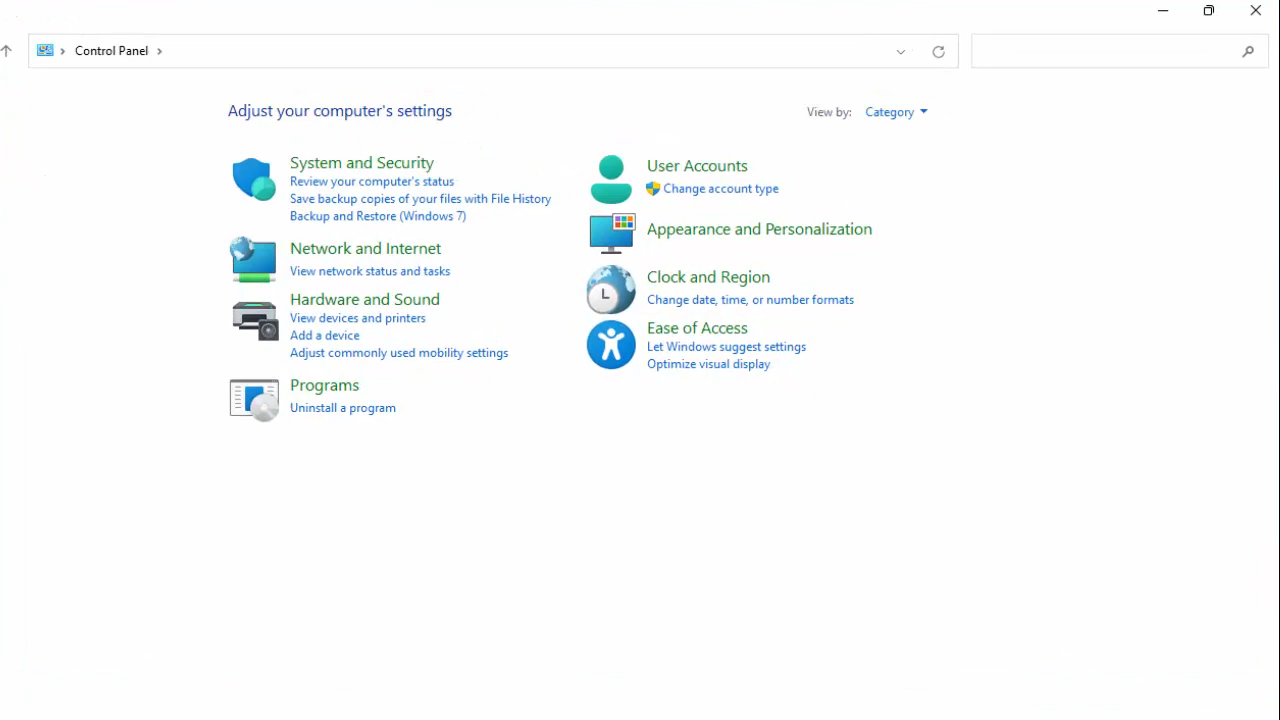 Control Panel
Adjust your computer's settings
View by: Category
System and Security
Review your computer's status
Save backup copies of your files with File History
Backup and Restore (Windows 7)
Network and Internet
View network status and tasks
Hardware and Sound
View devices and printers
Add a device
Adjust commonly used mobility settings
Programs
Uninstall a program
User Accounts
Change account type
Appearance and Personalization
Clock and Region
Change date, time, or number formats
Ease of Access
Let Windows suggest settings
Optimize visual display